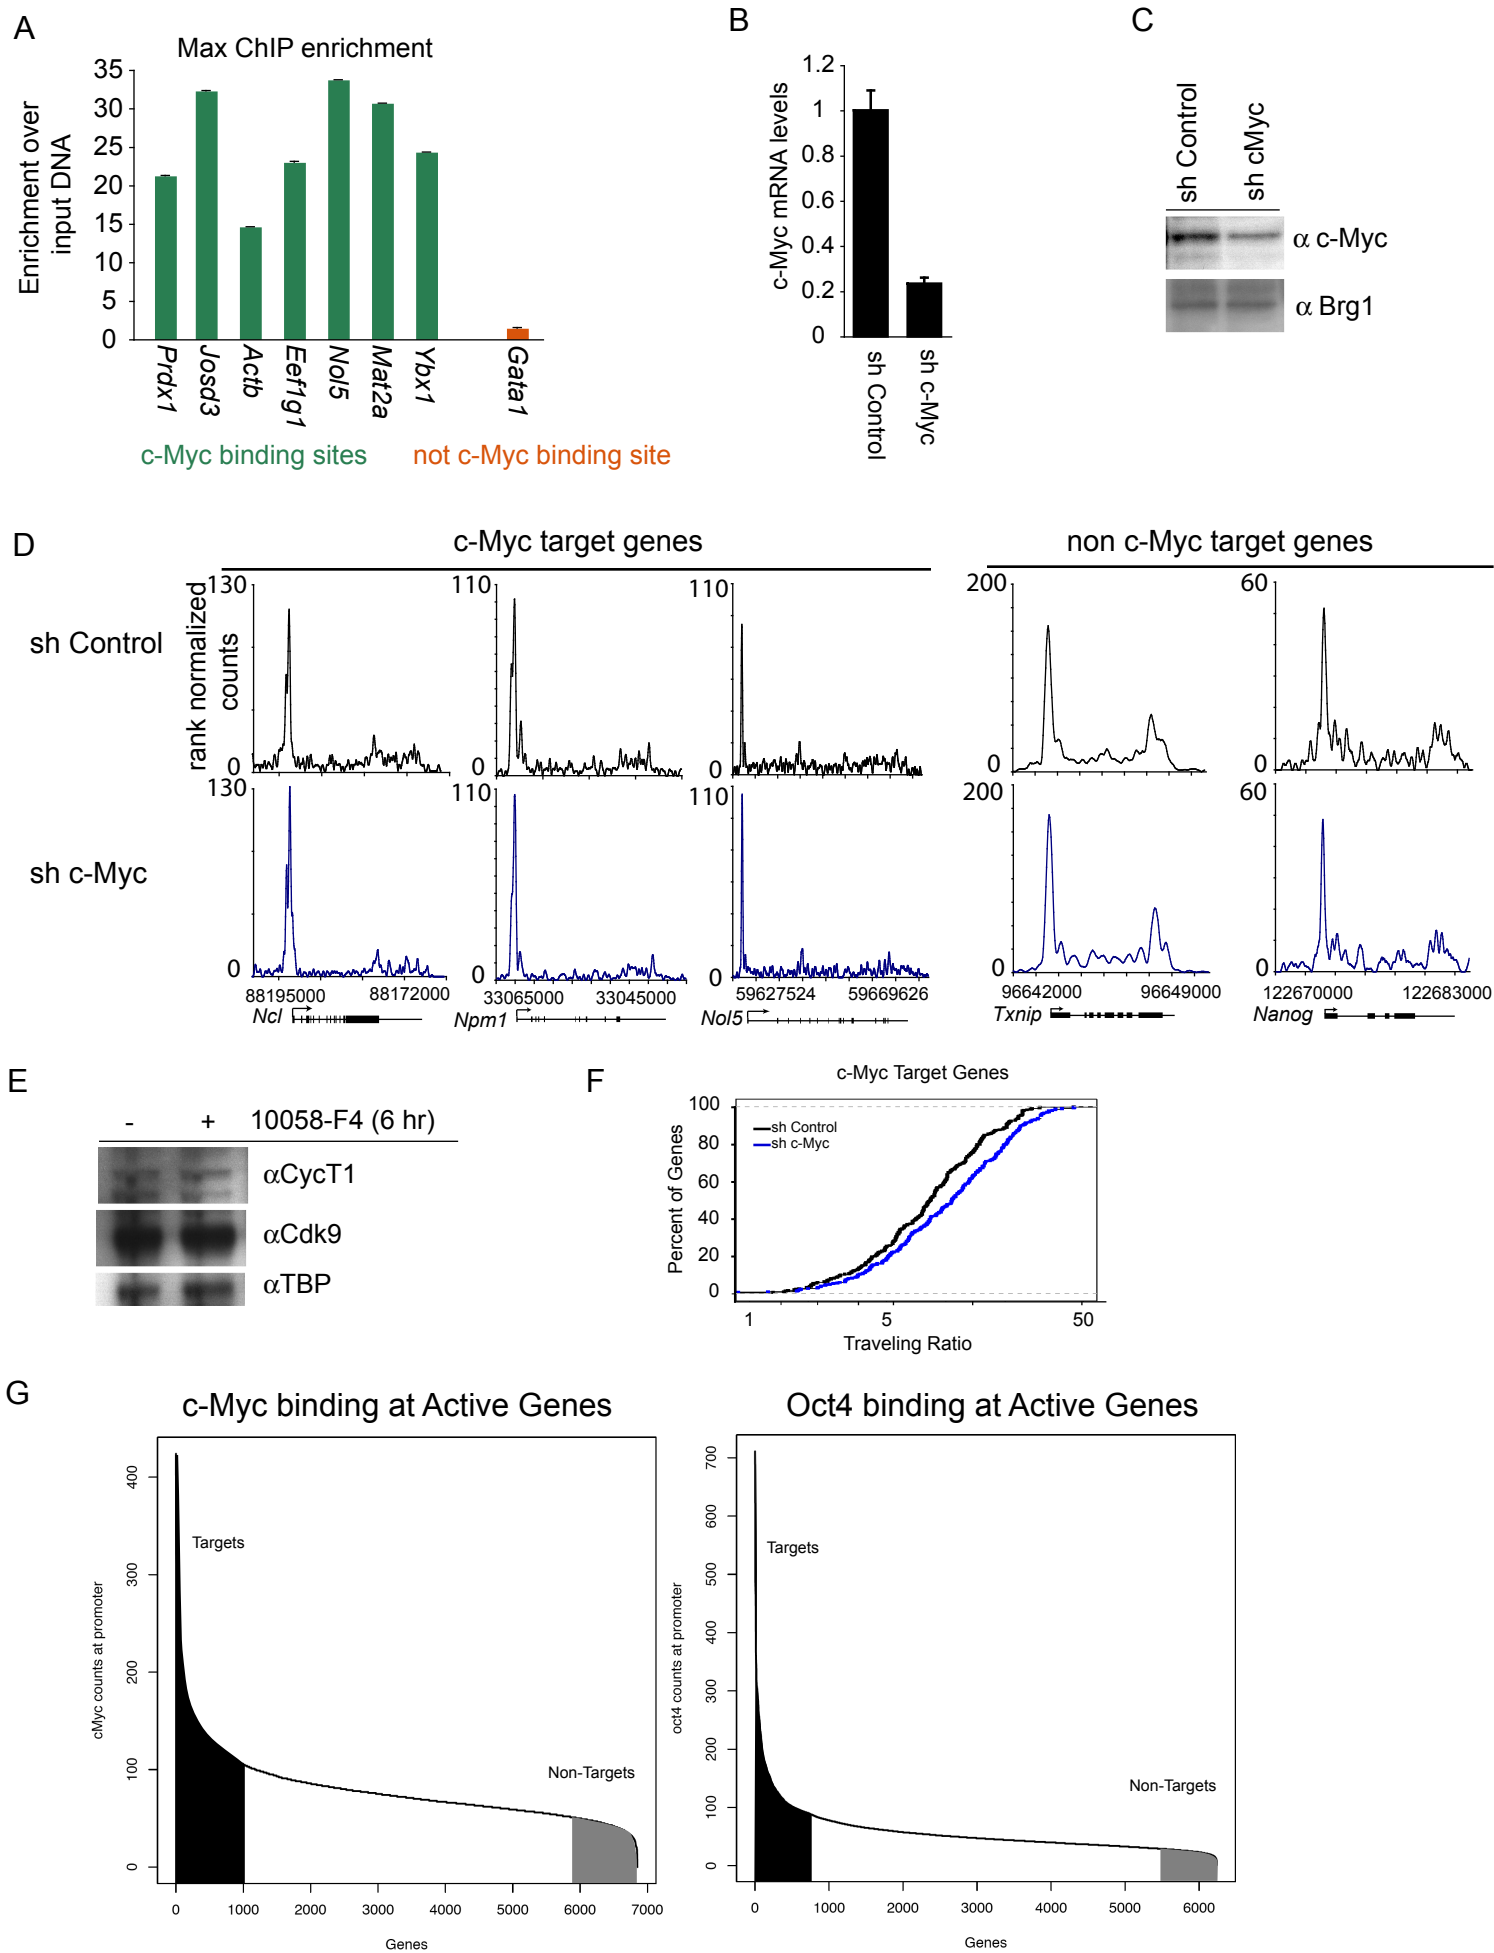 A
Max ChIP enrichment
Enrichment over
input DNA
35
30
25
20
15
10
5
0
Prdx1
Josd3
Actb
Eef1g1
Nol5
Mat2a
Ybx1
Gata1
c-Myc binding sites
not c-Myc binding site
B
c-Myc mRNA levels
1.2
1
0.8
0.6
0.4
0.2
0
sh Control
sh c-Myc
C
sh Control
sh cMyc
α c-Myc
α Brg1
D
c-Myc target genes
non c-Myc target genes
sh Control
rank normalized
counts
130
0
110
0
110
0
200
0
60
0
sh c-Myc
130
0
110
0
110
0
200
0
60
0
88195000
88172000
33065000
33045000
59627524
59669626
96642000
96649000
122670000
122683000
Ncl
Npm1
Nol5
Txnip
Nanog
E
- + 10058-F4 (6 hr)
αCycT1
αCdk9
αTBP
F
c-Myc Target Genes
Percent of Genes
100
80
60
40
20
0
sh Control
sh c-Myc
1 5 50
Traveling Ratio
G
c-Myc binding at Active Genes
cMyc counts at promoter
400
300
200
100
0
Targets
Non-Targets
0 1000 2000 3000 4000 5000 6000 7000
Genes
Oct4 binding at Active Genes
oct4 counts at promoter
700
600
500
400
300
200
100
0
Targets
Non-Targets
0 1000 2000 3000 4000 5000 6000
Genes